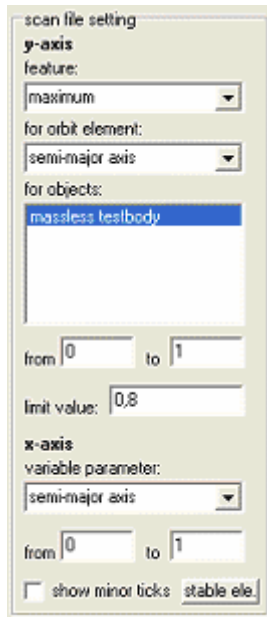 scan file setting
y-axis
feature:
maximum
for orbit element:
semi-major axis
for objects:
massless testbody
from 0 to 1
limit value: 0,8
x-axis
variable parameter:
semi-major axis
from 0 to 1
show minor ticks stable ele.